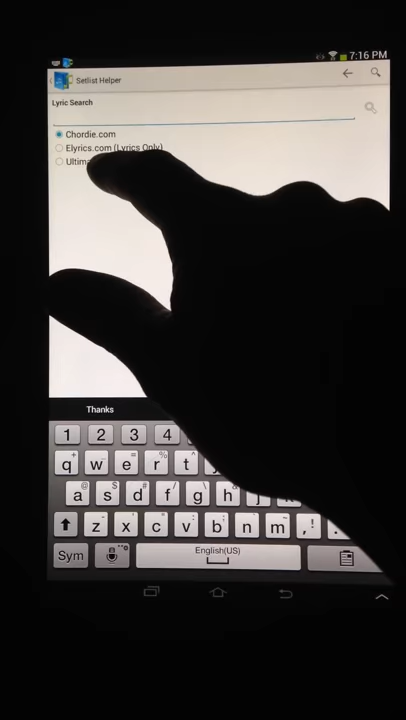 7:16 PM
Setlist Helper
Lyric Search
Chordie.com
Elyrics.com (Lyrics Only)
Thanks
1 2 3 4
q w e r t
a s d f g h
z x c v b n m , ! .
Sym English(US)